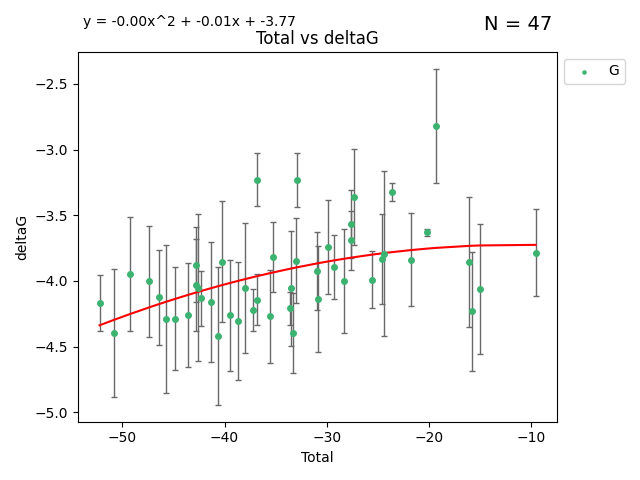 y = -0.00x^2 + -0.01x + -3.77
N = 47
Total vs deltaG
G
−2.5
−3.0
−3.5
−4.0
−4.5
−5.0
deltaG
−50
−40
−30
−20
−10
Total